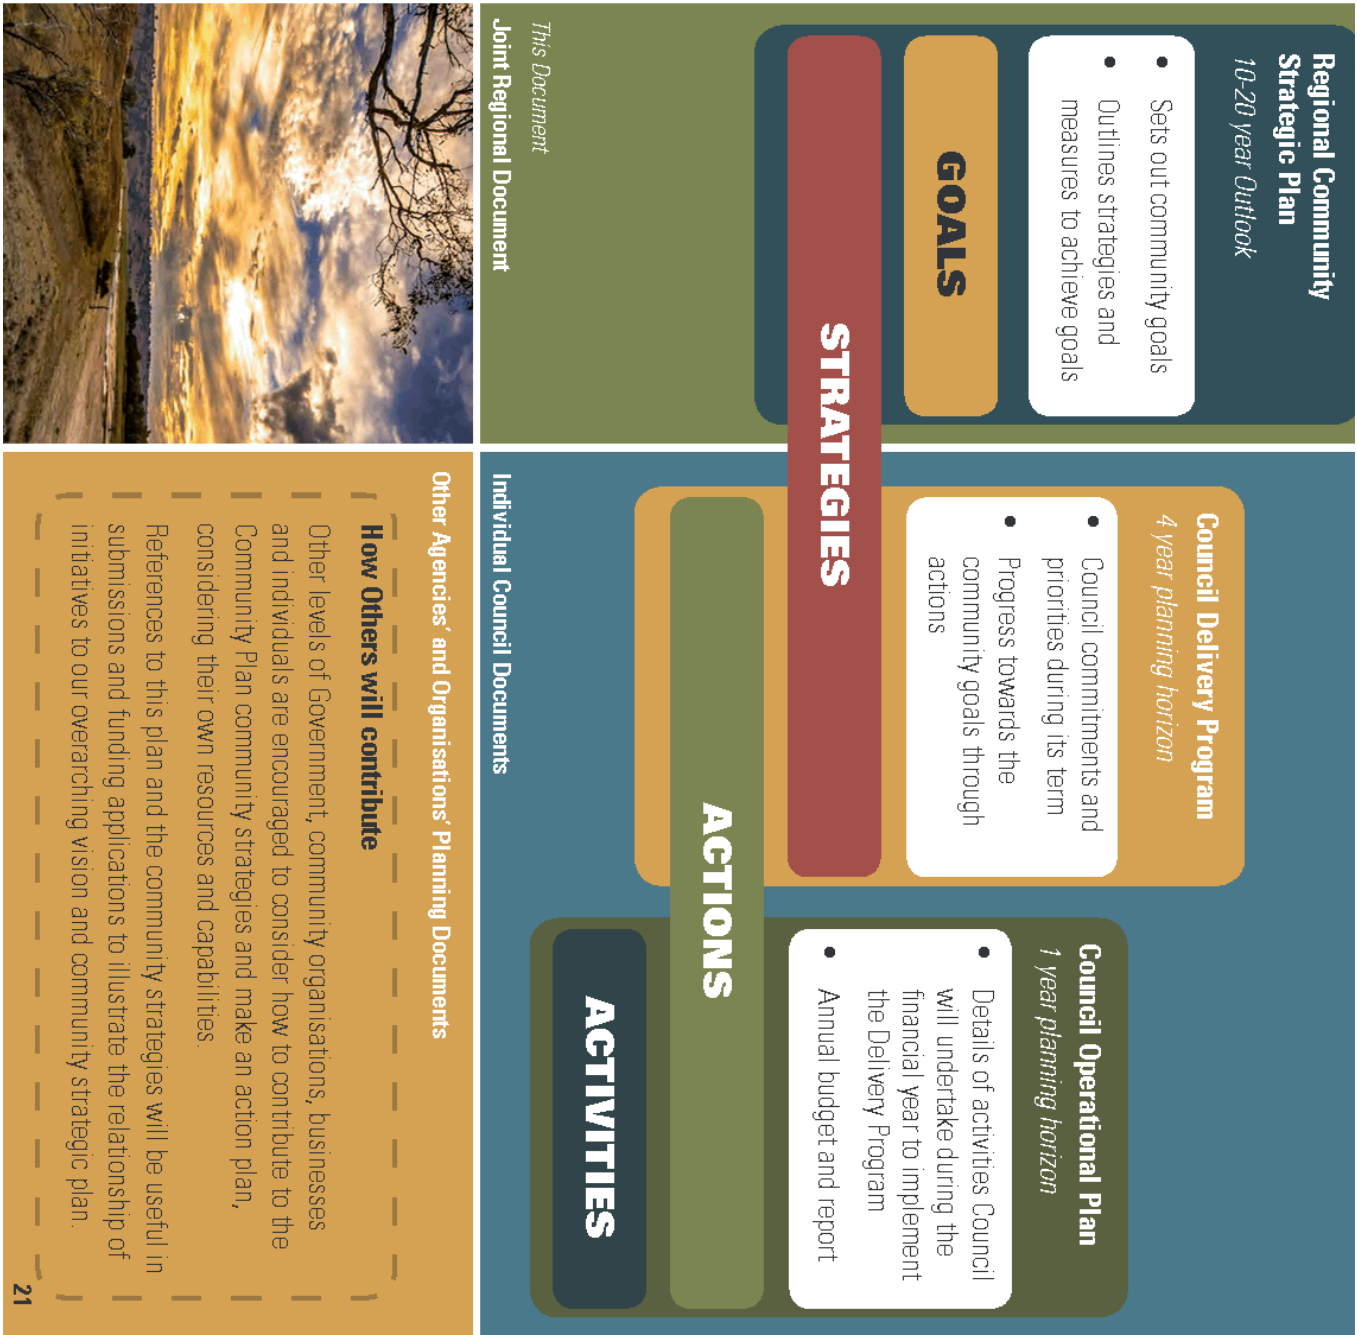 Regional Community
Strategic Plan
10-20 year Outlook
• Sets out community goals
• Outlines strategies and
measures to achieve goals
GOALS
STRATEGIES
This Document
Joint Regional Document
Council Delivery Program
4 year planning horizon
• Council commitments and
priorities during its term
• Progress towards the
community goals through
actions
ACTIONS
Council Operational Plan
1 year planning horizon
• Details of activities Council
will undertake during the
financial year to implement
the Delivery Program
• Annual budget and report
ACTIVITIES
Individual Council Documents
Other Agencies’ and Organisations’ Planning Documents
How Others will contribute
Other levels of Government, community organisations, businesses
and individuals are encouraged to consider how to contribute to the
Community Plan community strategies and make an action plan,
considering their own resources and capabilities.
References to this plan and the community strategies will be useful in
submissions and funding applications to illustrate the relationship of
initiatives to our overarching vision and community strategic plan.
21